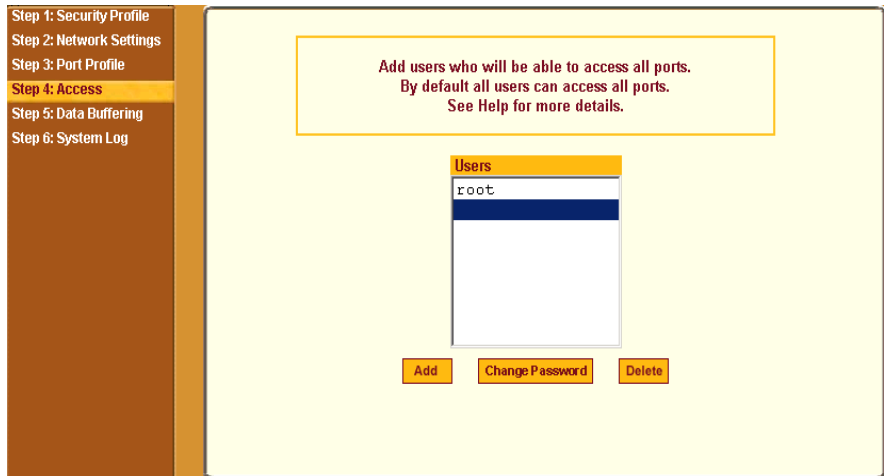 Step 1: Security Profile
Step 2: Network Settings
Step 3: Port Profile
Step 4: Access
Step 5: Data Buffering
Step 6: System Log
Add users who will be able to access all ports.
By default all users can access all ports.
See Help for more details.
Users
root
Add
Change Password
Delete